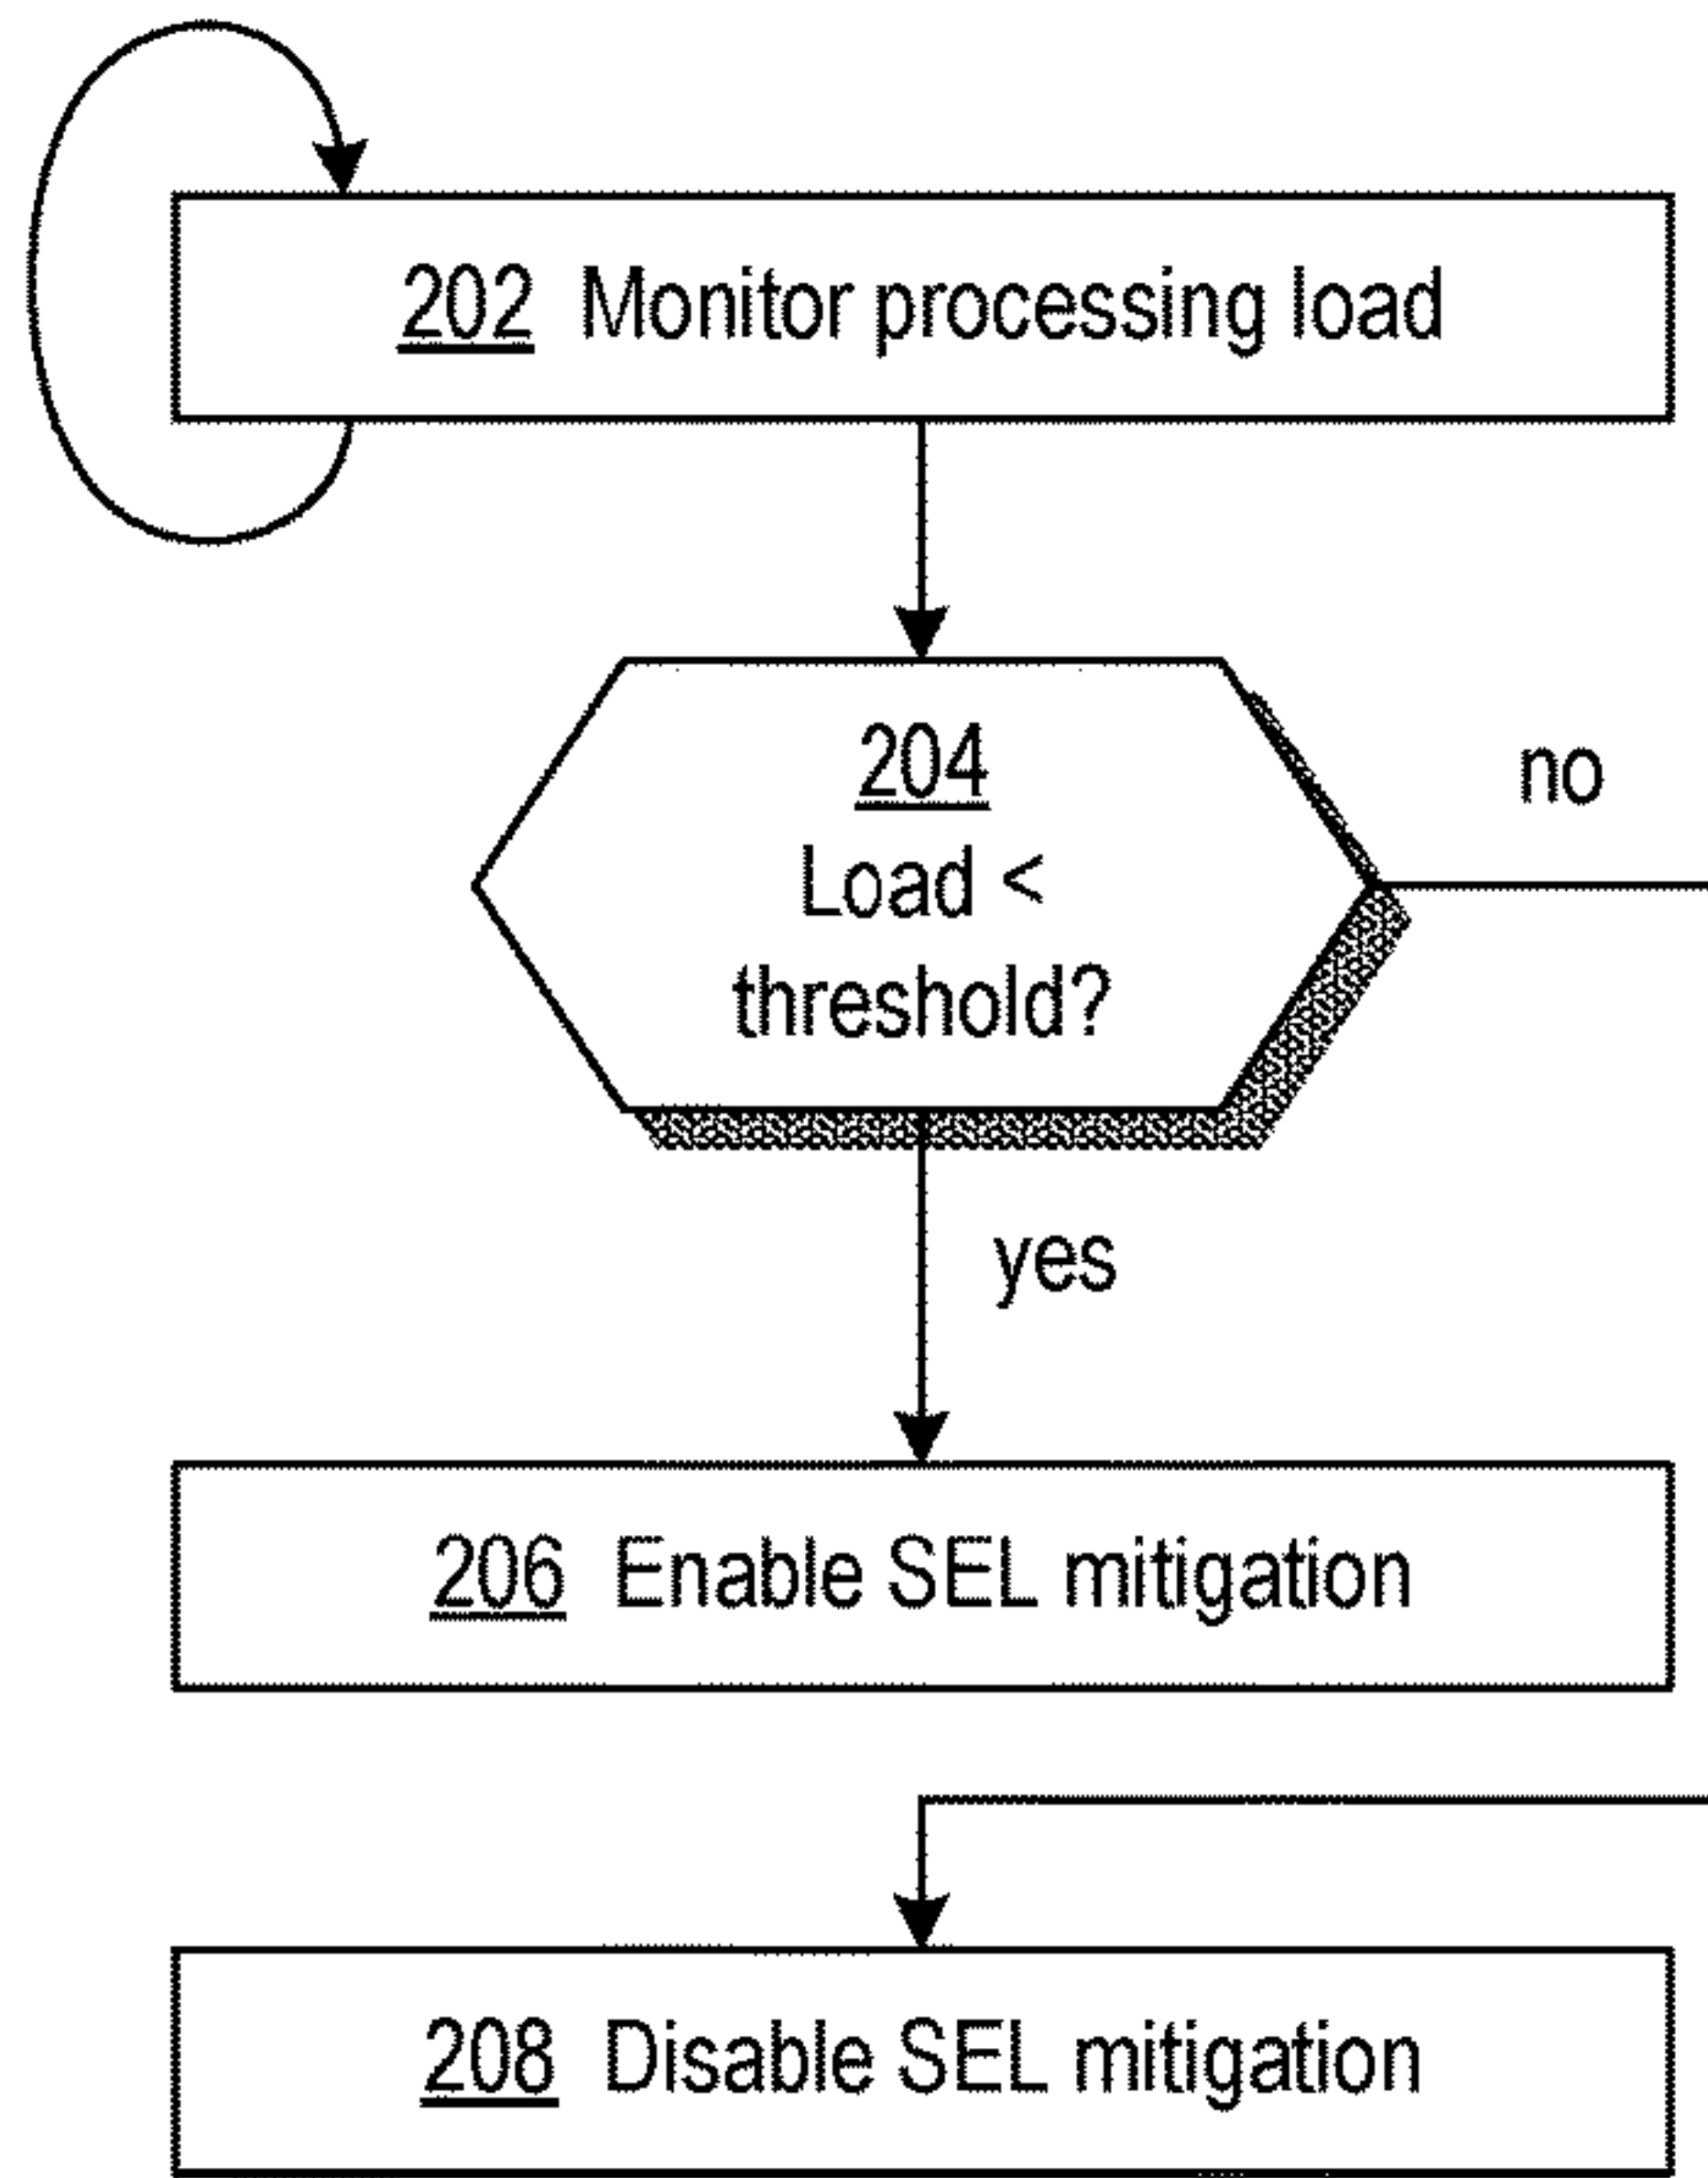 202 Monitor processing load
204
Load <
threshold?
no
yes
206 Enable SEL mitigation
208 Disable SEL mitigation